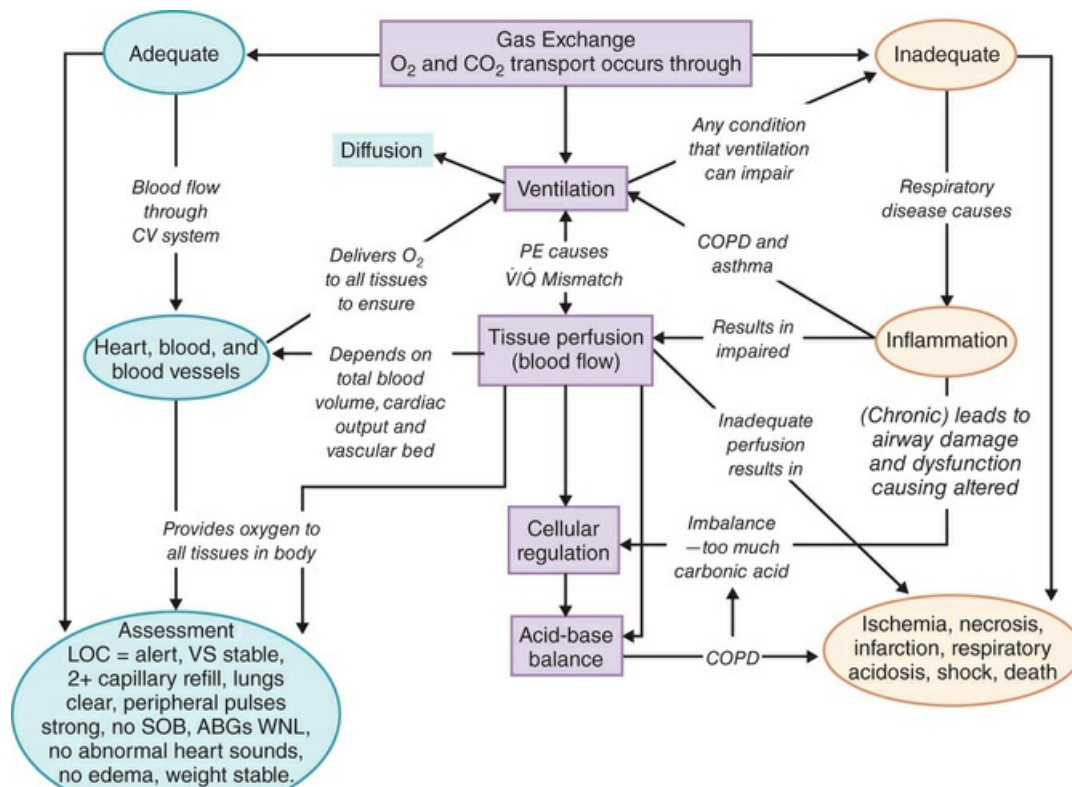 Adequate
Gas Exchange
O₂ and CO₂ transport occurs through
Inadequate
Any condition
that ventilation
can impair
Diffusion
Ventilation
Blood flow
through
CV system
Respiratory
disease causes
Delivers O₂
to all tissues
to ensure
PE causes
V̇/Q̇ Mismatch
COPD and
asthma
Heart, blood, and
blood vessels
Depends on
total blood
volume, cardiac
output and
vascular bed
Tissue perfusion
(blood flow)
Results in
impaired
Inflammation
Inadequate
perfusion
results in
(Chronic) leads to
airway damage
and dysfunction
causing altered
Provides oxygen to
all tissues in body
Cellular
regulation
Imbalance
—too much
carbonic acid
Assessment
LOC = alert, VS stable,
2+ capillary refill, lungs
clear, peripheral pulses
strong, no SOB, ABGs WNL,
no abnormal heart sounds,
no edema, weight stable.
Acid-base
balance
COPD
Ischemia, necrosis,
infarction, respiratory
acidosis, shock, death